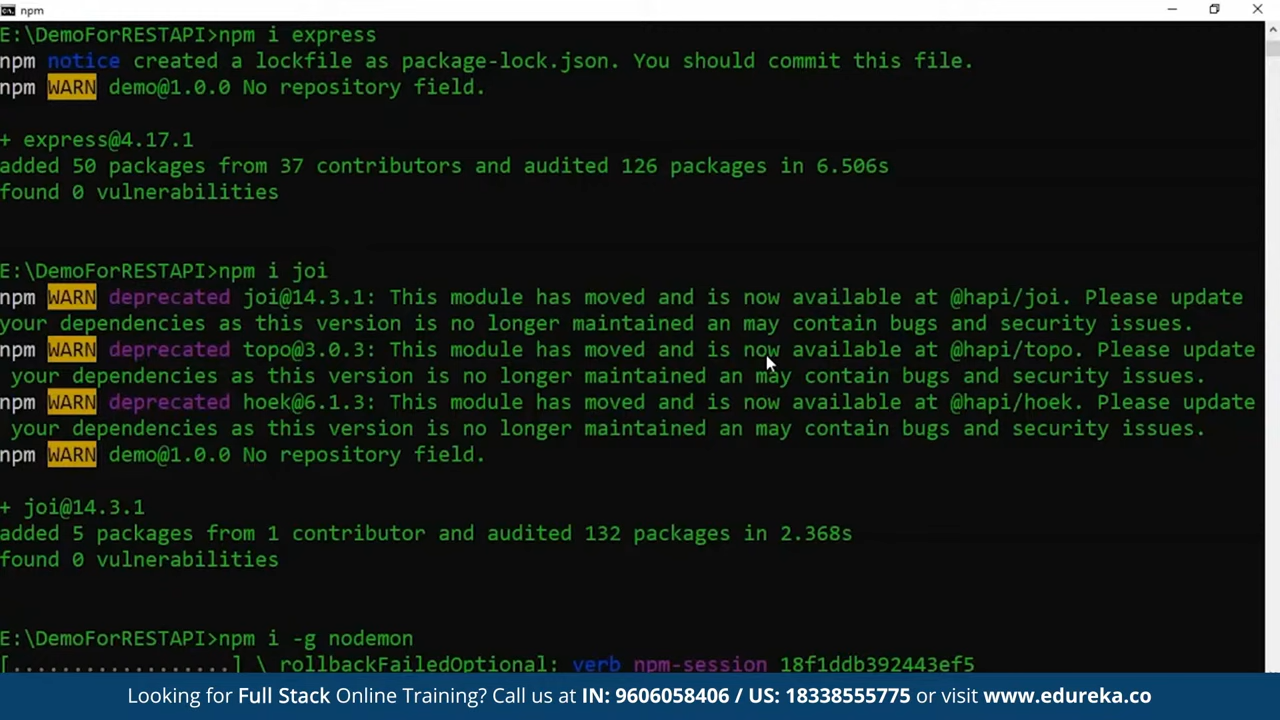 npm
E:\DemoForRESTAPI>npm i express
npm notice created a lockfile as package-lock.json. You should commit this file.
npm WARN demo@1.0.0 No repository field.
+ express@4.17.1
added 50 packages from 37 contributors and audited 126 packages in 6.506s
found 0 vulnerabilities
E:\DemoForRESTAPI>npm i joi
npm WARN deprecated joi@14.3.1: This module has moved and is now available at @hapi/joi. Please update
your dependencies as this version is no longer maintained an may contain bugs and security issues.
npm WARN deprecated topo@3.0.3: This module has moved and is now available at @hapi/topo. Please update
your dependencies as this version is no longer maintained an may contain bugs and security issues.
npm WARN deprecated hoek@6.1.3: This module has moved and is now available at @hapi/hoek. Please update
your dependencies as this version is no longer maintained an may contain bugs and security issues.
npm WARN demo@1.0.0 No repository field.
+ joi@14.3.1
added 5 packages from 1 contributor and audited 132 packages in 2.368s
found 0 vulnerabilities
E:\DemoForRESTAPI>npm i -g nodemon
[..................] \ rollbackFailedOptional: verb npm-session 18f1ddb392443ef5
Looking for Full Stack Online Training? Call us at IN: 9606058406 / US: 18338555775 or visit www.edureka.co